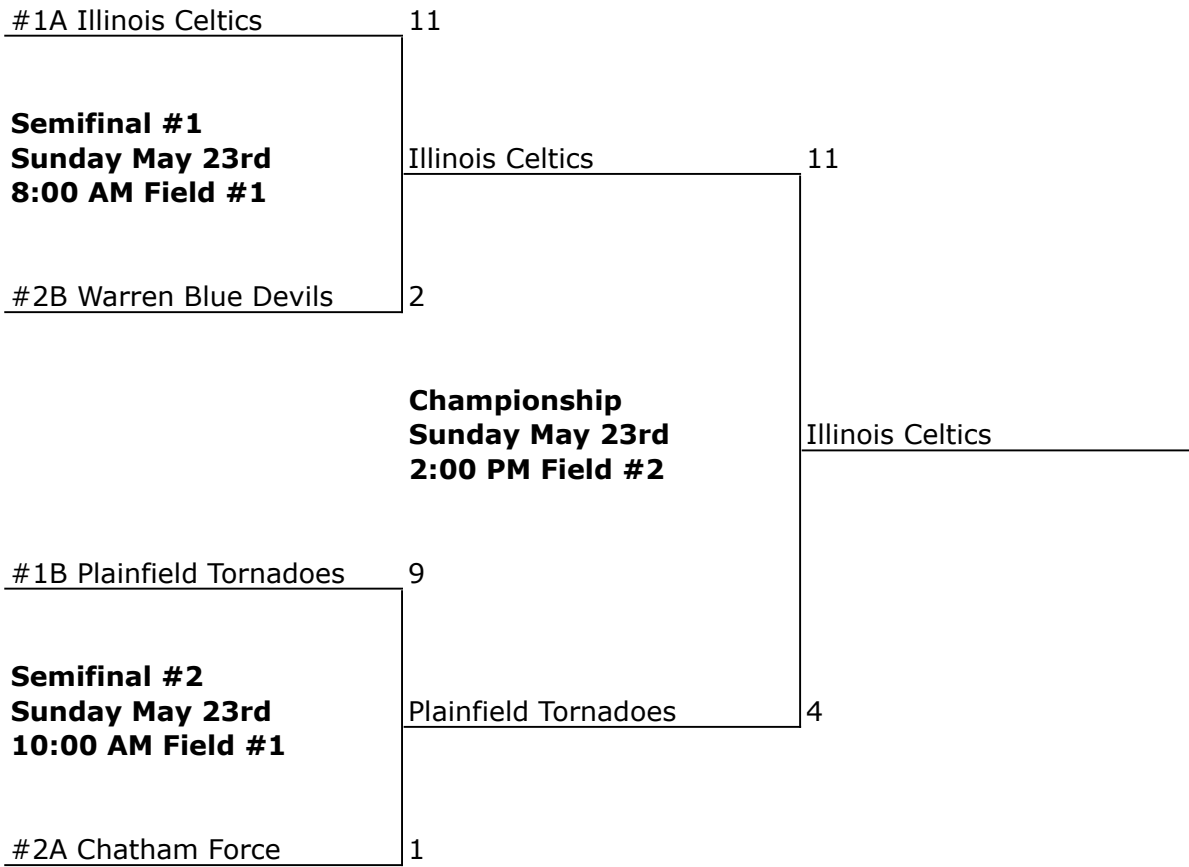 #1A Illinois Celtics 11
Semifinal #1
Sunday May 23rd
8:00 AM Field #1
Illinois Celtics 11
#2B Warren Blue Devils 2
Championship
Sunday May 23rd
2:00 PM Field #2
Illinois Celtics
#1B Plainfield Tornadoes 9
Semifinal #2
Sunday May 23rd
10:00 AM Field #1
Plainfield Tornadoes 4
#2A Chatham Force 1